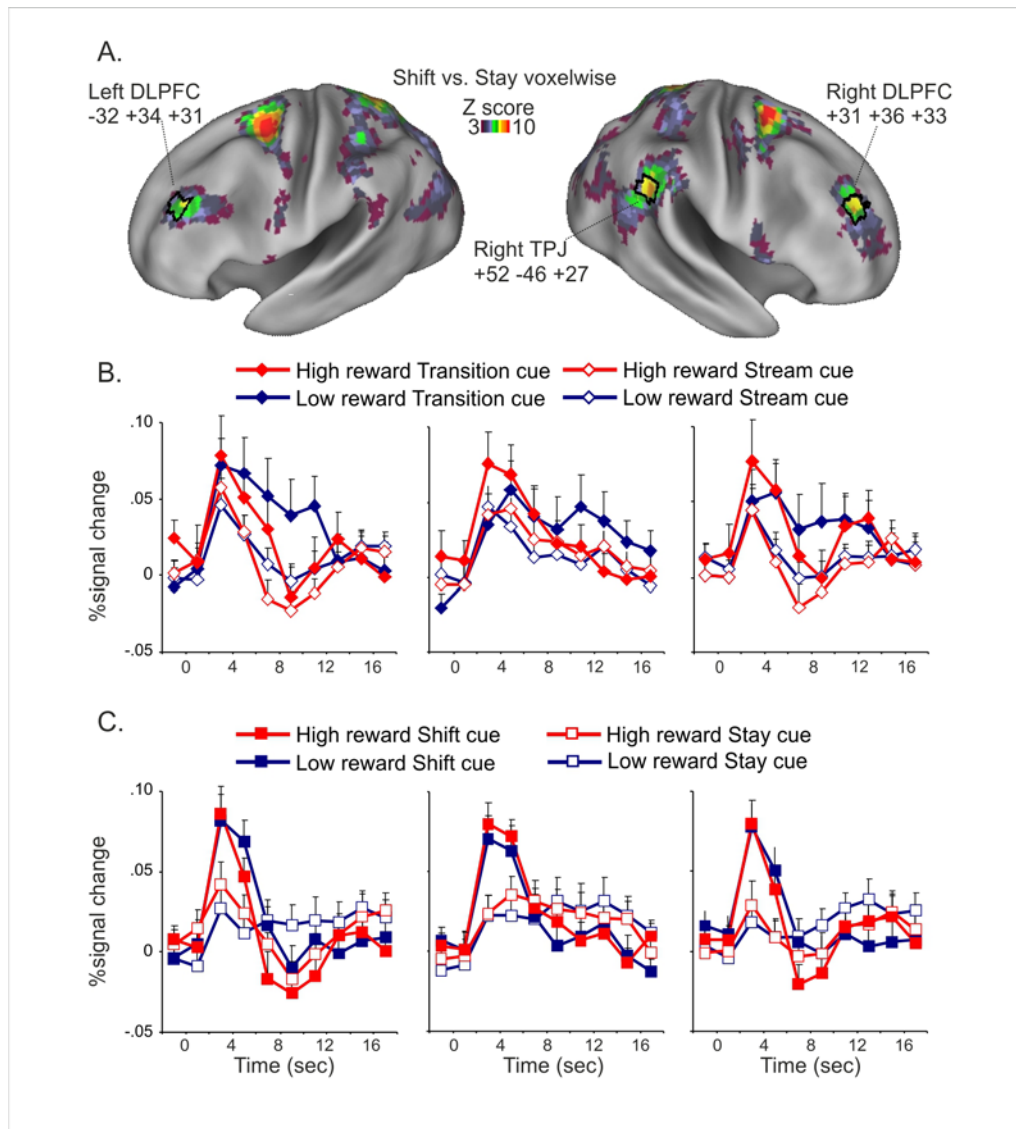 A.
Left DLPFC
-32 +34 +31
Shift vs. Stay voxelwise
Z score
3 10
Right DLPFC
+31 +36 +33
Right TPJ
+52 -46 +27
B.
High reward Transition cue
High reward Stream cue
Low reward Transition cue
Low reward Stream cue
%signal change
.10
.05
0
-.05
0 4 8 12 16
0 4 8 12 16
0 4 8 12 16
C.
High reward Shift cue
High reward Stay cue
Low reward Shift cue
Low reward Stay cue
%signal change
.10
.05
0
-.05
0 4 8 12 16
0 4 8 12 16
0 4 8 12 16
Time (sec)
Time (sec)
Time (sec)